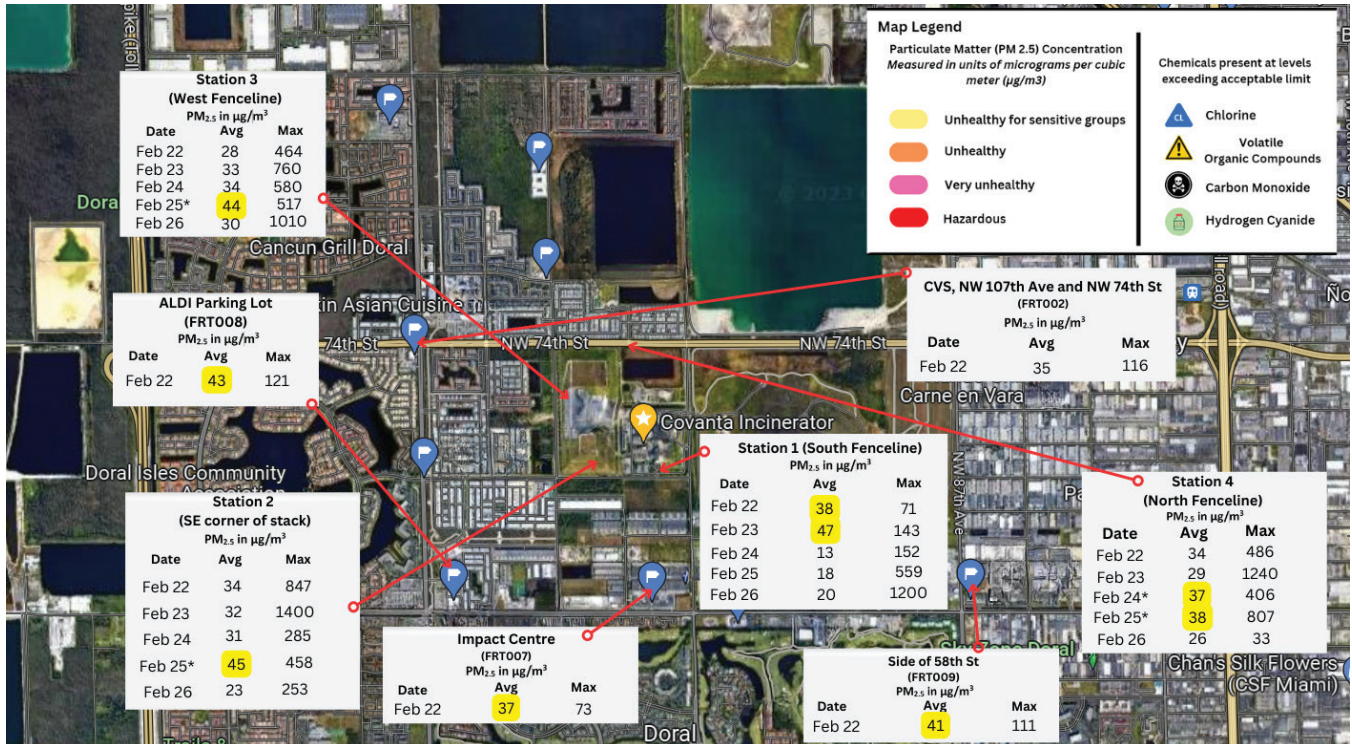 Map Legend
Particulate Matter (PM 2.5) Concentration
Measured in units of micrograms per cubic
meter (µg/m3)
Unhealthy for sensitive groups
Unhealthy
Very unhealthy
Hazardous
Chemicals present at levels
exceeding acceptable limit
CL
Chlorine
Volatile
Organic Compounds
Carbon Monoxide
Hydrogen Cyanide
Station 3
(West Fenceline)
PM2.5 in µg/m³
Date Avg Max
Feb 22 28 464
Feb 23 33 760
Feb 24 34 580
Feb 25* 44 517
Feb 26 30 1010
Dora
Cancun Grill Doral
© 2023
ALDI Parking Lot
(FRT008)
PM2.5 in µg/m³
Date Avg Max
Feb 22 43 121
kin Asian Cuisine
74th St
NW 74th St
NW 74th St
CVS, NW 107th Ave and NW 74th St
(FRT002)
PM2.5 in µg/m³
Date Avg Max
Feb 22 35 116
Carne en Vara
Covanta Incinerator
Doral Isles Community
Station 1 (South Fenceline)
PM2.5 in µg/m³
Date Avg Max
Feb 22 38 71
Feb 23 47 143
Feb 24 13 152
Feb 25 18 559
Feb 26 20 1200
NW 87th Ave
Station 2
(SE corner of stack)
PM2.5 in µg/m³
Date Avg Max
Feb 22 34 847
Feb 23 32 1400
Feb 24 31 285
Feb 25* 45 458
Feb 26 23 253
Station 4
(North Fenceline)
PM2.5 in µg/m³
Date Avg Max
Feb 22 34 486
Feb 23 29 1240
Feb 24* 37 406
Feb 25* 38 807
Feb 26 26 33
Impact Centre
(FRT007)
PM2.5 in µg/m³
Date Avg Max
Feb 22 37 73
Side of 58th St
(FRT009)
PM2.5 in µg/m³
Date Avg Max
Feb 22 41 111
Chan's Silk Flowers
(CSF Miami)
Doral